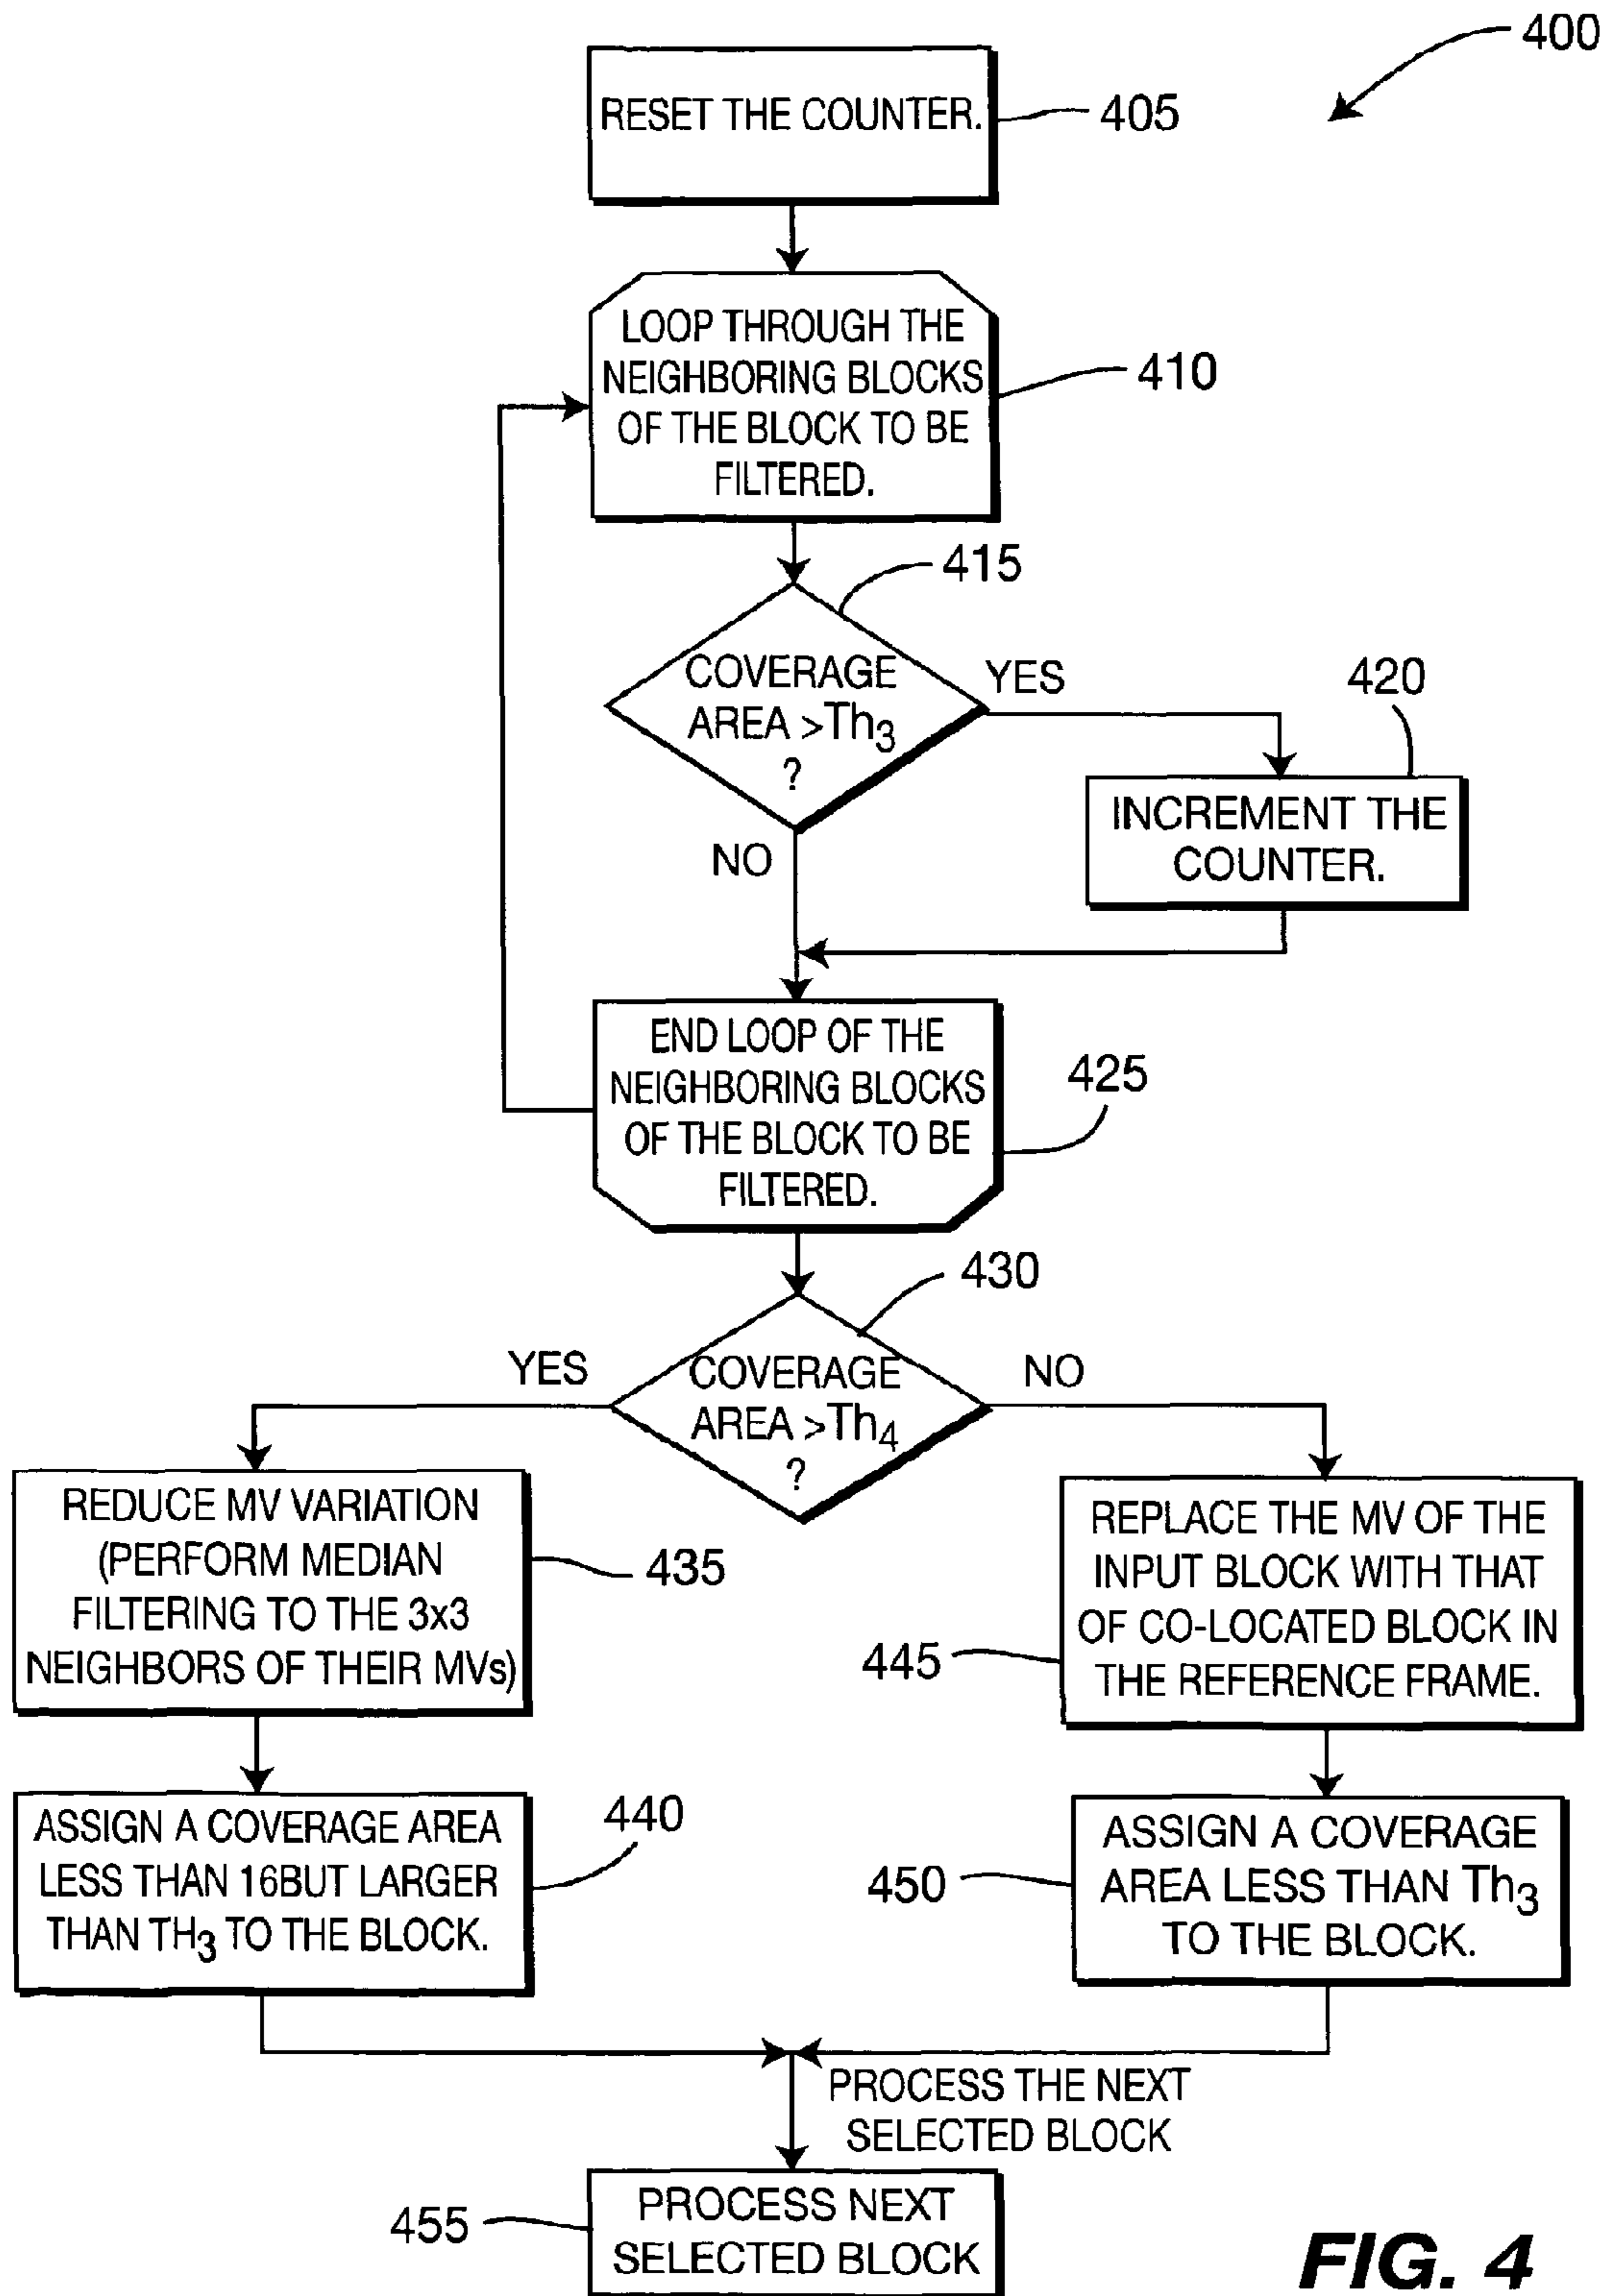 400
RESET THE COUNTER.
405
LOOP THROUGH THE
NEIGHBORING BLOCKS
OF THE BLOCK TO BE
FILTERED.
410
415
COVERAGE
AREA >Th3
?
YES
NO
420
INCREMENT THE
COUNTER.
END LOOP OF THE
NEIGHBORING BLOCKS
OF THE BLOCK TO BE
FILTERED.
425
430
COVERAGE
AREA >Th4
?
YES
NO
REDUCE MV VARIATION
(PERFORM MEDIAN
FILTERING TO THE 3x3
NEIGHBORS OF THEIR MVs)
435
REPLACE THE MV OF THE
INPUT BLOCK WITH THAT
OF CO-LOCATED BLOCK IN
THE REFERENCE FRAME.
445
ASSIGN A COVERAGE AREA
LESS THAN 16BUT LARGER
THAN TH3 TO THE BLOCK.
440
ASSIGN A COVERAGE
AREA LESS THAN Th3
TO THE BLOCK.
450
PROCESS THE NEXT
SELECTED BLOCK
PROCESS NEXT
SELECTED BLOCK
455
FIG. 4